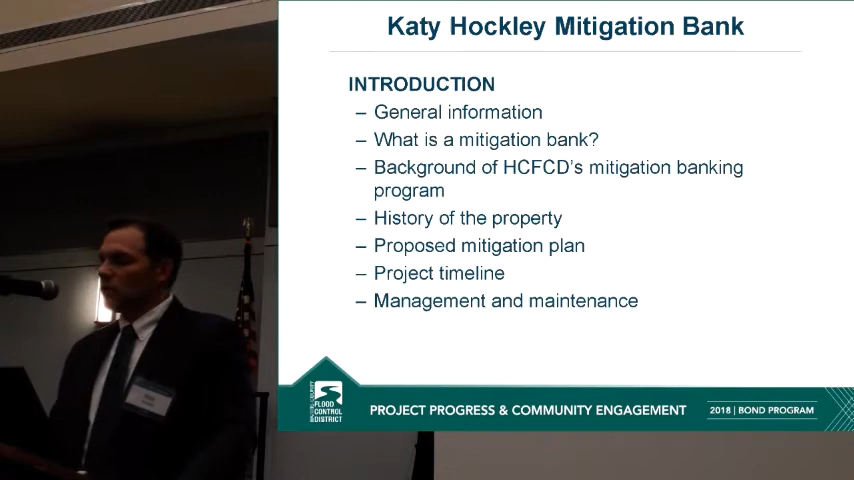 Katy Hockley Mitigation Bank
INTRODUCTION
– General information
– What is a mitigation bank?
– Background of HCFCD's mitigation banking
program
– History of the property
– Proposed mitigation plan
– Project timeline
– Management and maintenance
HARRIS COUNTY
FLOOD
CONTROL
DISTRICT
PROJECT PROGRESS & COMMUNITY ENGAGEMENT
2018 | BOND PROGRAM